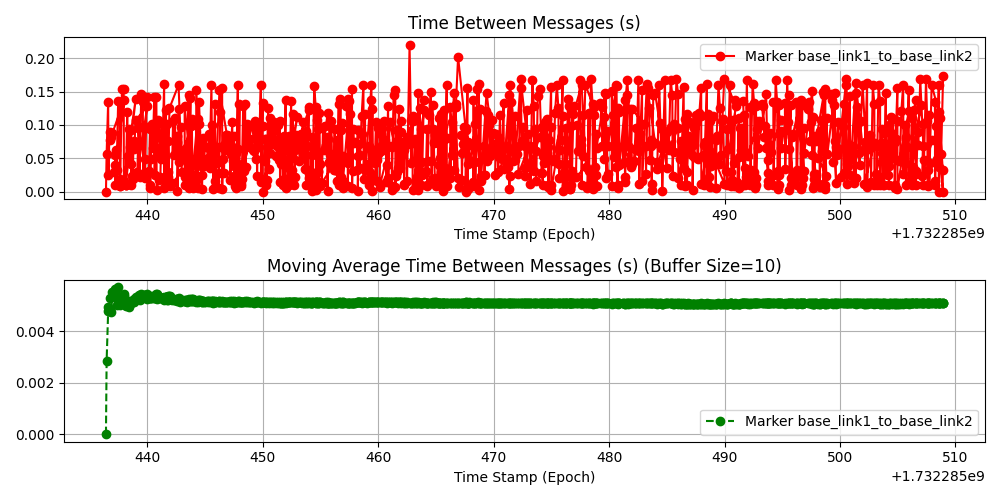 Time Between Messages (s)
0.20
0.15
0.10
0.05
0.00
Marker base_link1_to_base_link2
440 450 460 470 480 490 500 510
Time Stamp (Epoch)
+1.732285e9
Moving Average Time Between Messages (s) (Buffer Size=10)
0.004
0.002
0.000
Marker base_link1_to_base_link2
440 450 460 470 480 490 500 510
Time Stamp (Epoch)
+1.732285e9